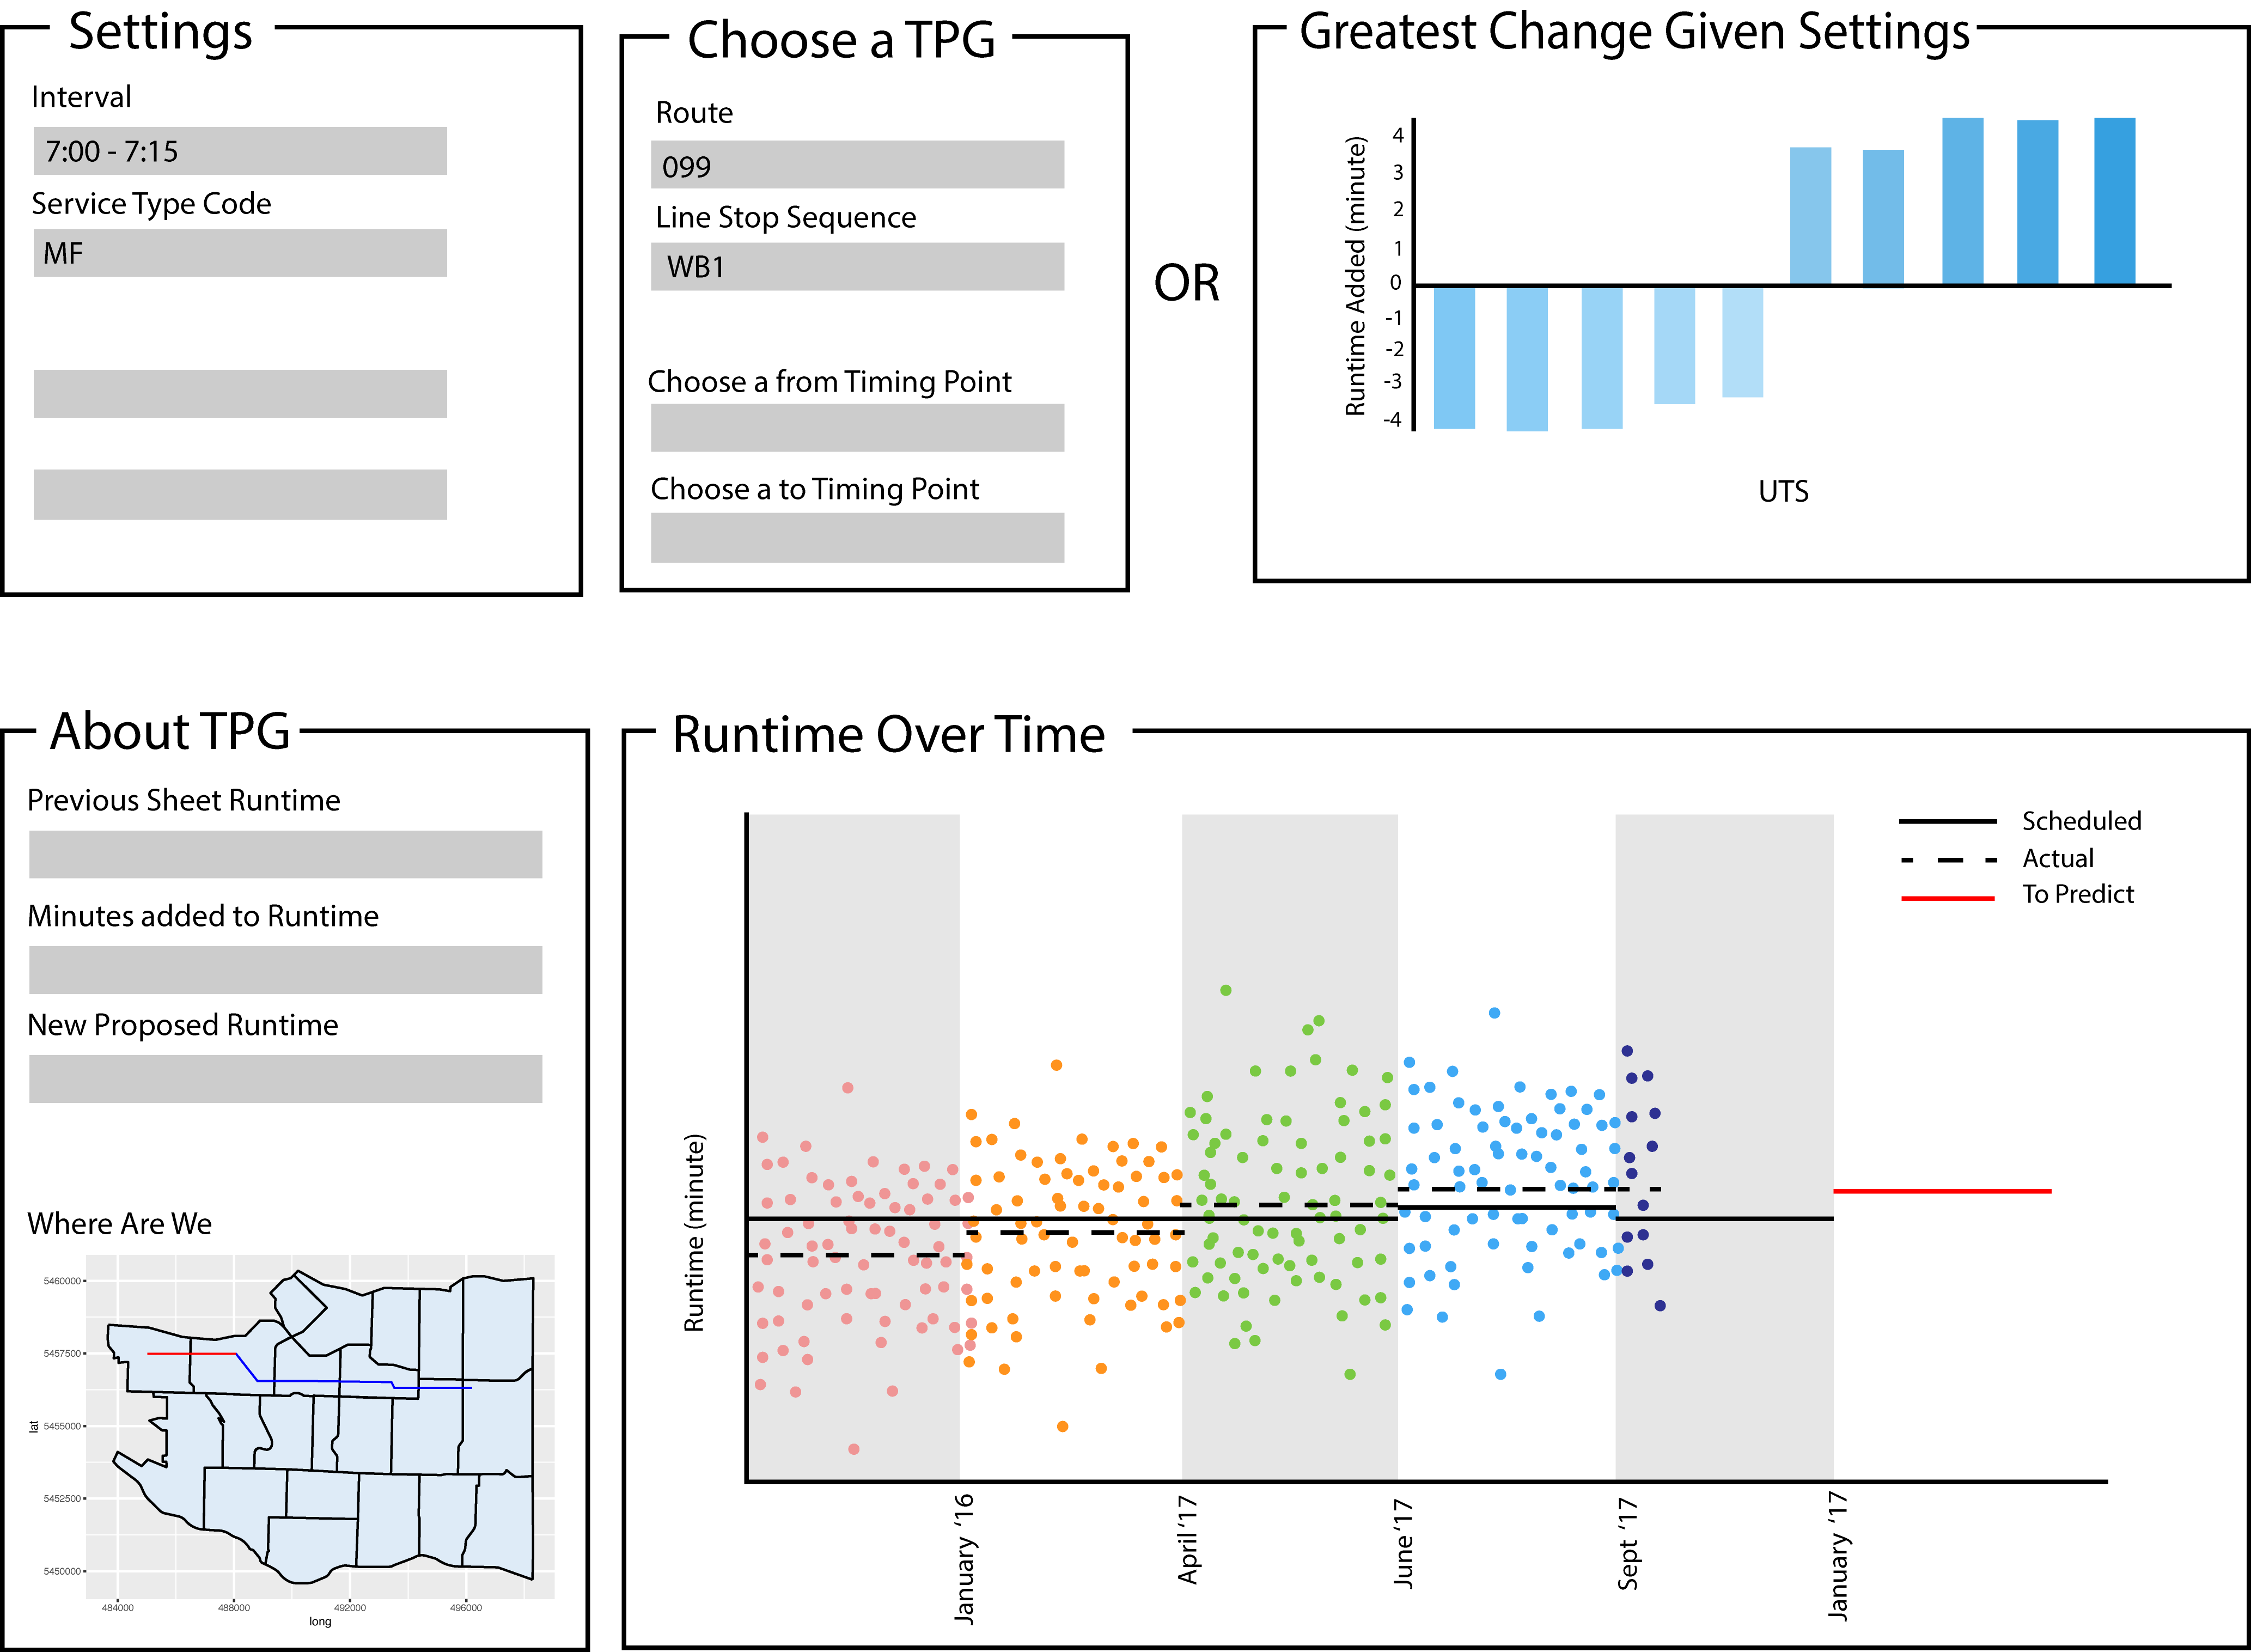 Settings
Interval
7:00 - 7:15
Service Type Code
MF
Choose a TPG
Route
099
Line Stop Sequence
WB1
Choose a from Timing Point
Choose a to Timing Point
OR
Greatest Change Given Settings
Runtime Added (minute)
4
3
2
1
0
-1
-2
-3
-4
UTS
About TPG
Previous Sheet Runtime
Minutes added to Runtime
New Proposed Runtime
Where Are We
lat
5460000
5457500
5455000
5452500
5450000
484000
488000
492000
496000
long
Runtime Over Time
Scheduled
Actual
To Predict
Runtime (minute)
January ‘16
April ‘17
June ‘17
Sept ‘17
January ‘17